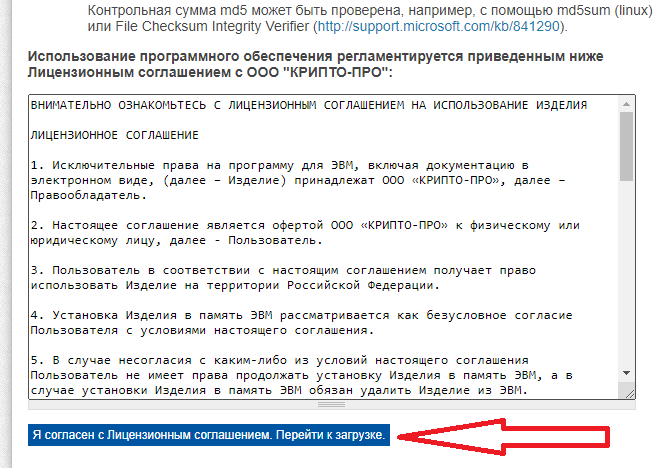 Контрольная сумма md5 может быть проверена, например, с помощью md5sum (linux)
или File Checksum Integrity Verifier (http://support.microsoft.com/kb/841290).
Использование программного обеспечения регламентируется приведенным ниже
Лицензионным соглашением с ООО "КРИПТО-ПРО":
ВНИМАТЕЛЬНО ОЗНАКОМЬТЕСЬ С ЛИЦЕНЗИОННЫМ СОГЛАШЕНИЕМ НА ИСПОЛЬЗОВАНИЕ ИЗДЕЛИЯ
ЛИЦЕНЗИОННОЕ СОГЛАШЕНИЕ
1. Исключительные права на программу для ЭВМ, включая документацию в
электронном виде, (далее – Изделие) принадлежат ООО «КРИПТО-ПРО», далее –
Правообладатель.
2. Настоящее соглашение является офертой ООО «КРИПТО-ПРО» к физическому или
юридическому лицу, далее - Пользователь.
3. Пользователь в соответствии с настоящим соглашением получает право
использовать Изделие на территории Российской Федерации.
4. Установка Изделия в память ЭВМ рассматривается как безусловное согласие
Пользователя с условиями настоящего соглашения.
5. В случае несогласия с каким-либо из условий настоящего соглашения
Пользователь не имеет права продолжать установку Изделия в память ЭВМ, а в
случае установки Изделия в память ЭВМ обязан удалить Изделие из ЭВМ.
Я согласен с Лицензионным соглашением. Перейти к загрузке.